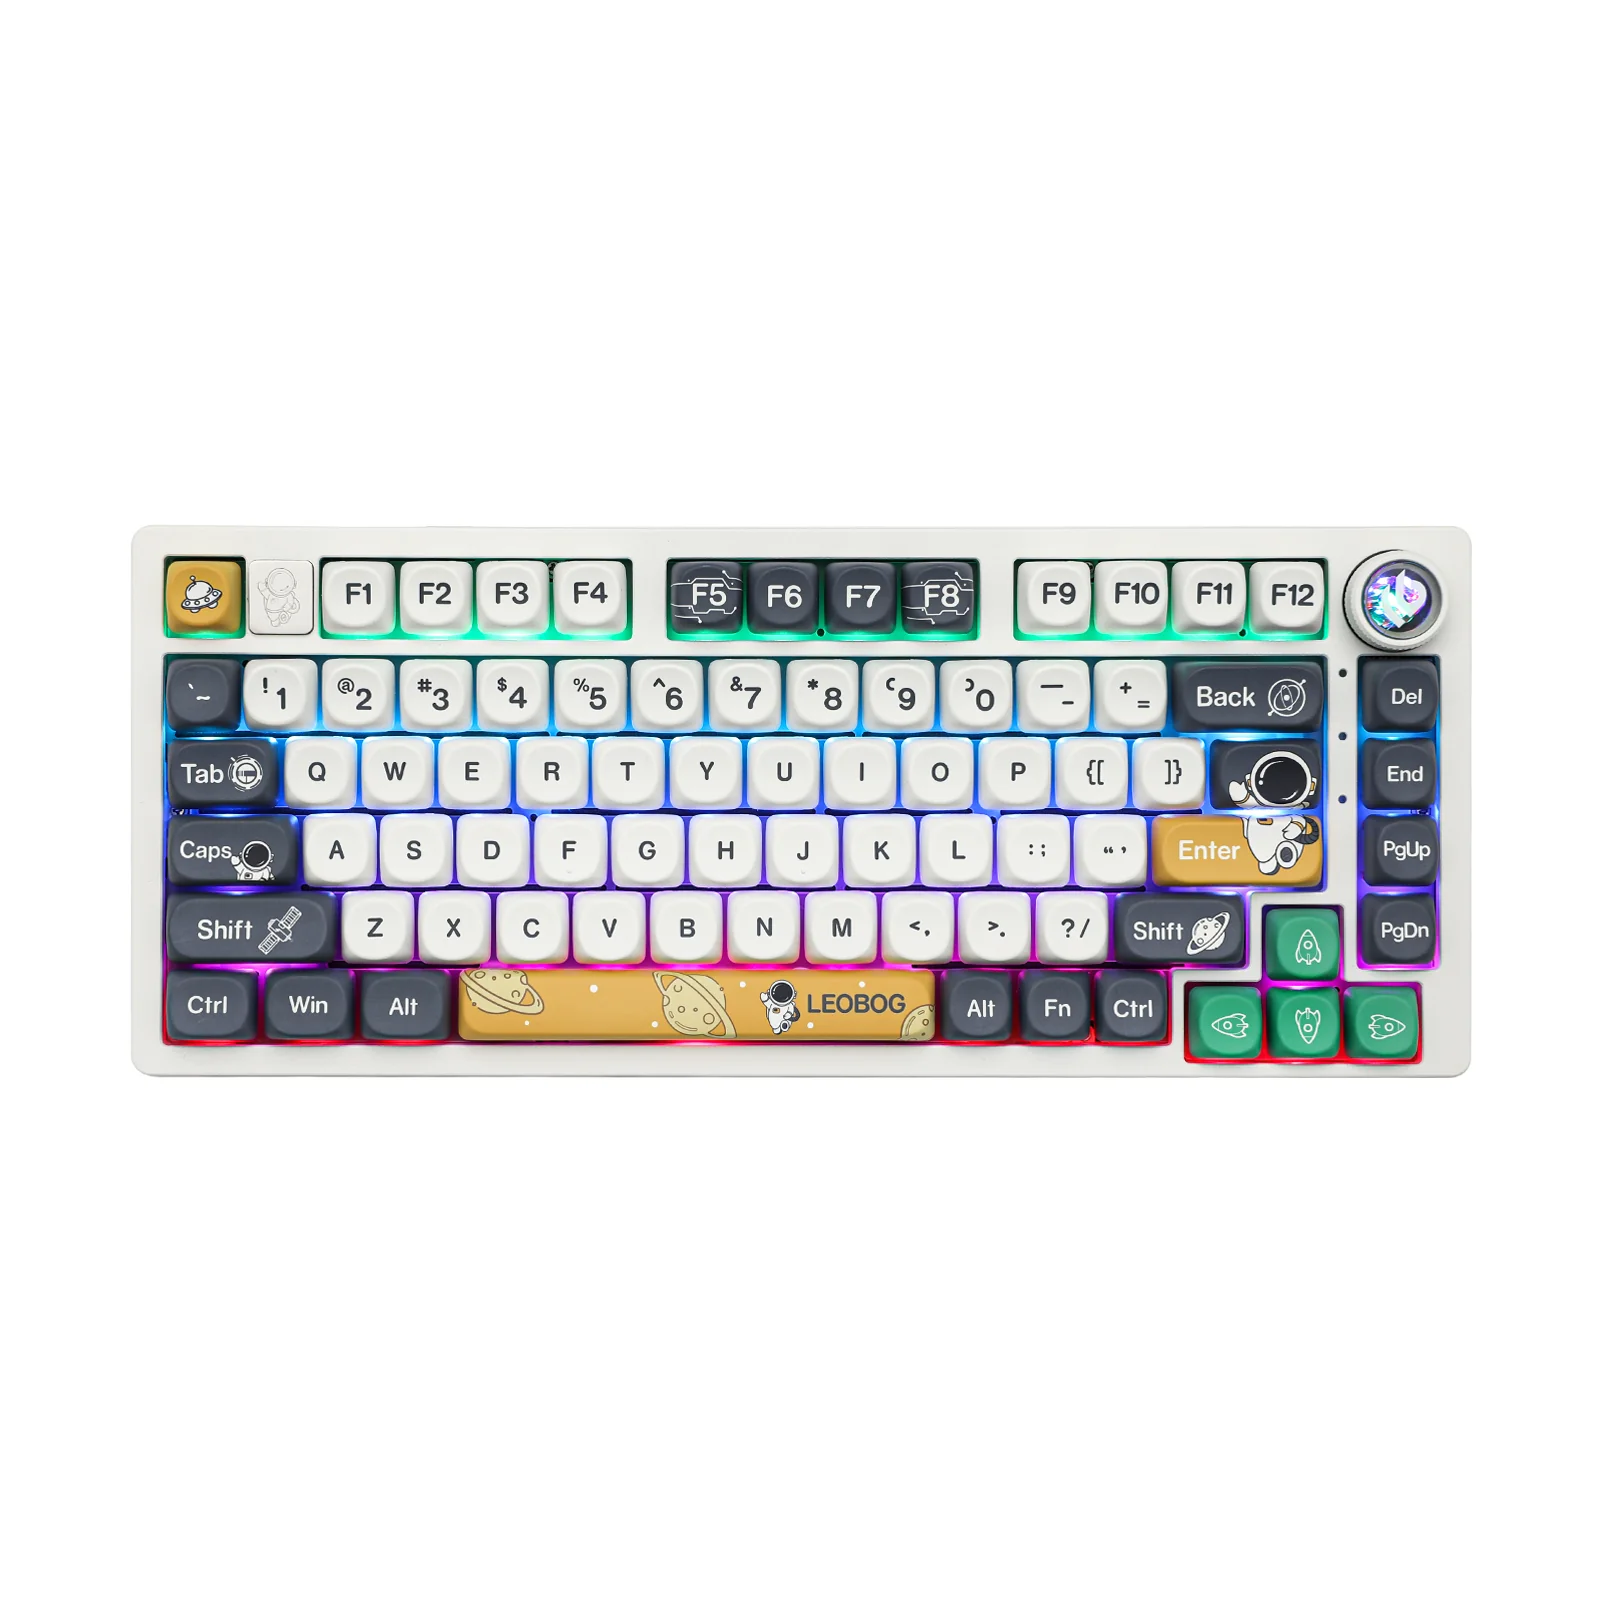 F1 F2 F3 F4 F5 F6 F7 F8 F9 F10 F11 F12
`~ !1 @2 #3 $4 %5 ^6 &7 *8 (9 )0 —- += Back Del
Tab Q W E R T Y U I O P {[ ]} End
Caps A S D F G H J K L :; “’ Enter PgUp
Shift Z X C V B N M <, >. ?/ Shift PgDn
Ctrl Win Alt LEOBOG Alt Fn Ctrl